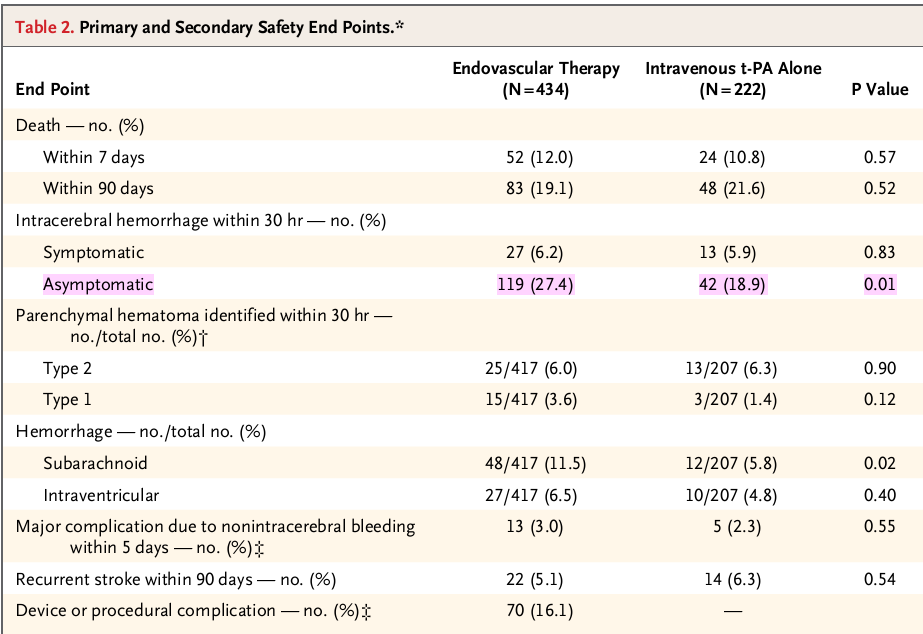 Table 2. Primary and Secondary Safety End Points.*
End Point Endovascular Therapy (N=434) Intravenous t-PA Alone (N=222) P Value
Death — no. (%)
Within 7 days 52 (12.0) 24 (10.8) 0.57
Within 90 days 83 (19.1) 48 (21.6) 0.52
Intracerebral hemorrhage within 30 hr — no. (%)
Symptomatic 27 (6.2) 13 (5.9) 0.83
Asymptomatic 119 (27.4) 42 (18.9) 0.01
Parenchymal hematoma identified within 30 hr —
no./total no. (%)†
Type 2 25/417 (6.0) 13/207 (6.3) 0.90
Type 1 15/417 (3.6) 3/207 (1.4) 0.12
Hemorrhage — no./total no. (%)
Subarachnoid 48/417 (11.5) 12/207 (5.8) 0.02
Intraventricular 27/417 (6.5) 10/207 (4.8) 0.40
Major complication due to nonintracerebral bleeding 13 (3.0) 5 (2.3) 0.55
within 5 days — no. (%)‡
Recurrent stroke within 90 days — no. (%) 22 (5.1) 14 (6.3) 0.54
Device or procedural complication — no. (%)‡ 70 (16.1) —